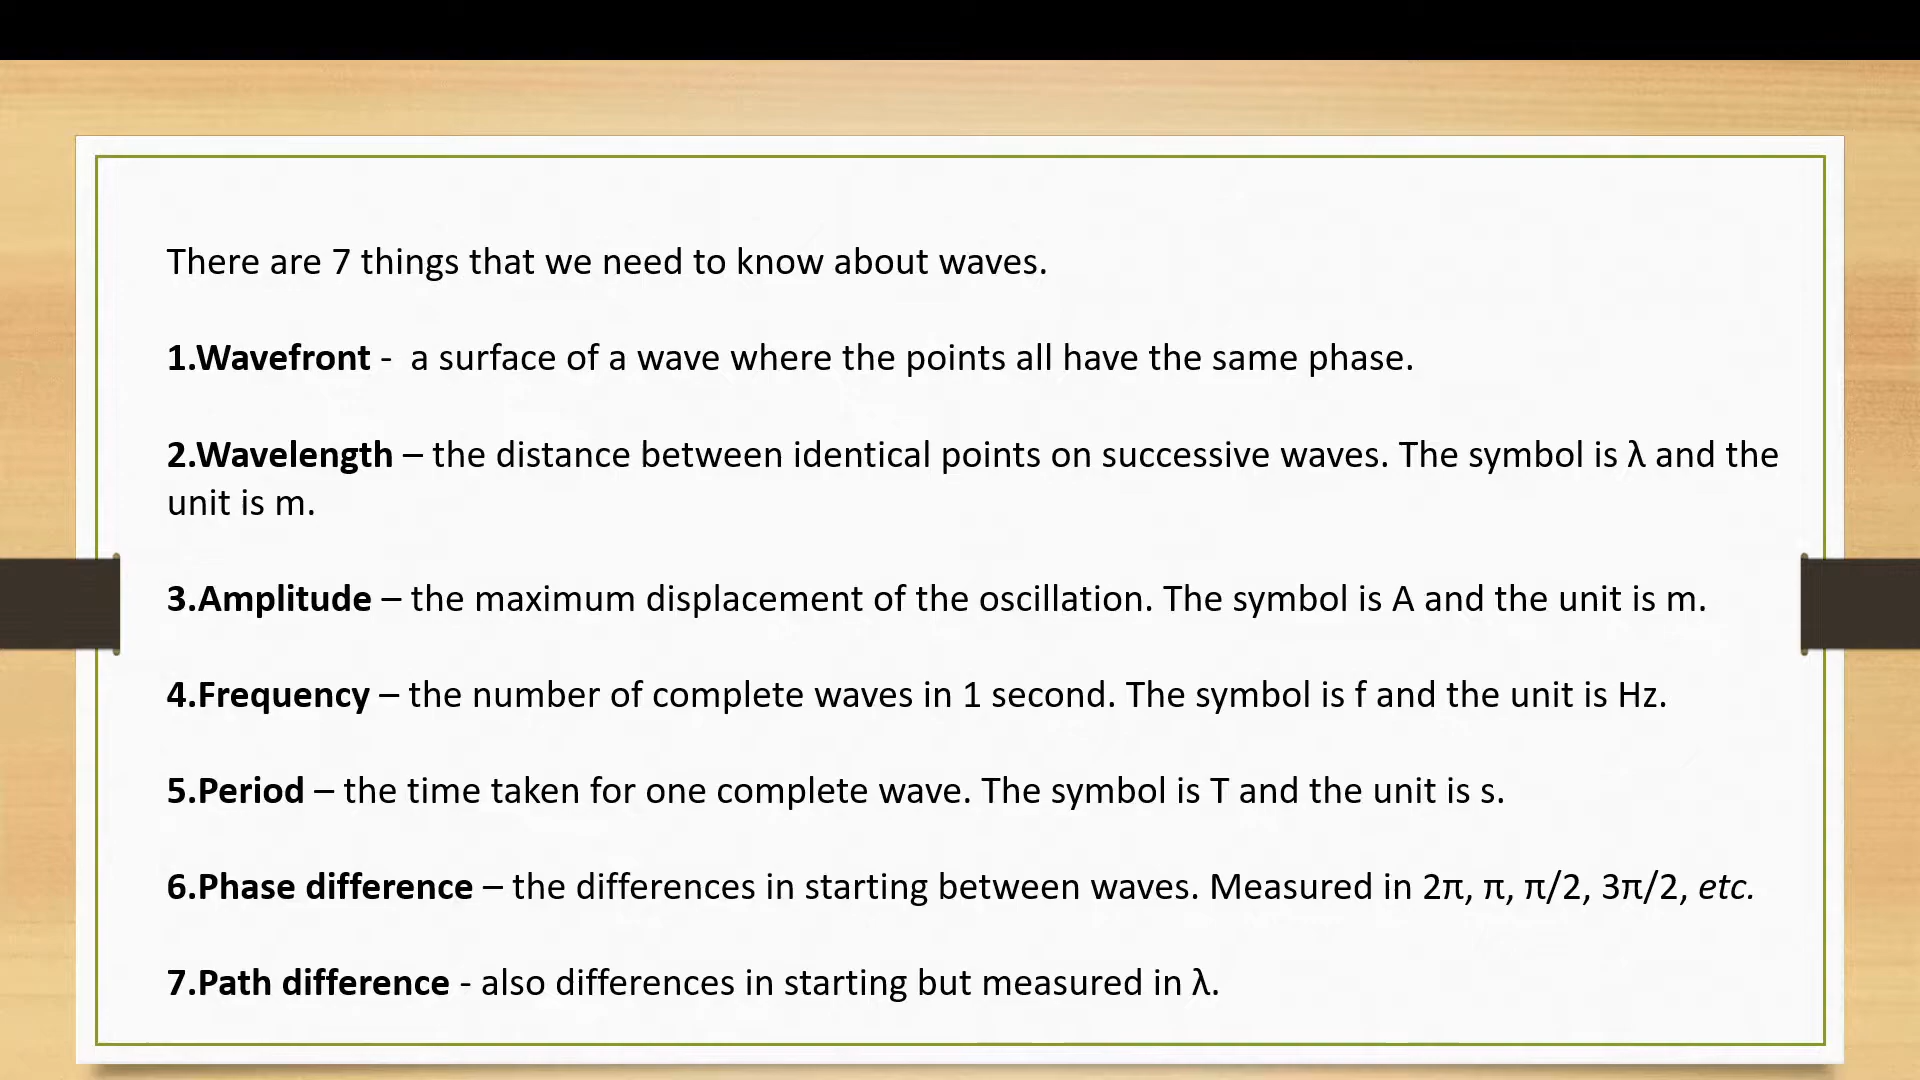 There are 7 things that we need to know about waves.
1.Wavefront -  a surface of a wave where the points all have the same phase.
2.Wavelength – the distance between identical points on successive waves. The symbol is λ and the
unit is m.
3.Amplitude – the maximum displacement of the oscillation. The symbol is A and the unit is m.
4.Frequency – the number of complete waves in 1 second. The symbol is f and the unit is Hz.
5.Period – the time taken for one complete wave. The symbol is T and the unit is s.
6.Phase difference – the differences in starting between waves. Measured in 2π, π, π/2, 3π/2, etc.
7.Path difference - also differences in starting but measured in λ.